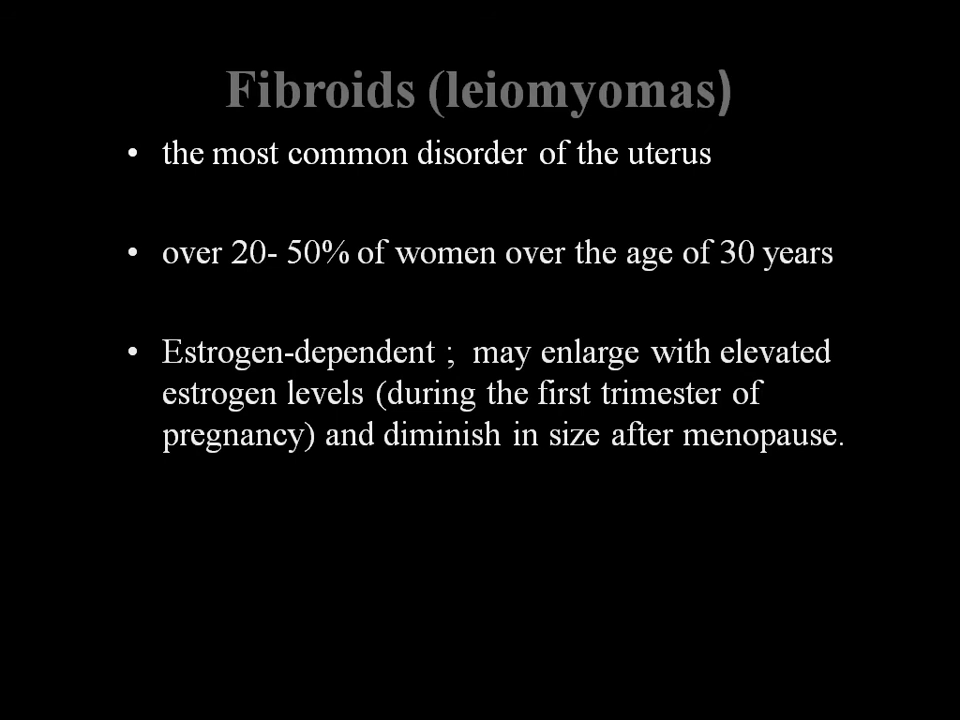 Fibroids (leiomyomas)
• the most common disorder of the uterus
• over 20- 50% of women over the age of 30 years
• Estrogen-dependent ;  may enlarge with elevated
estrogen levels (during the first trimester of
pregnancy) and diminish in size after menopause.